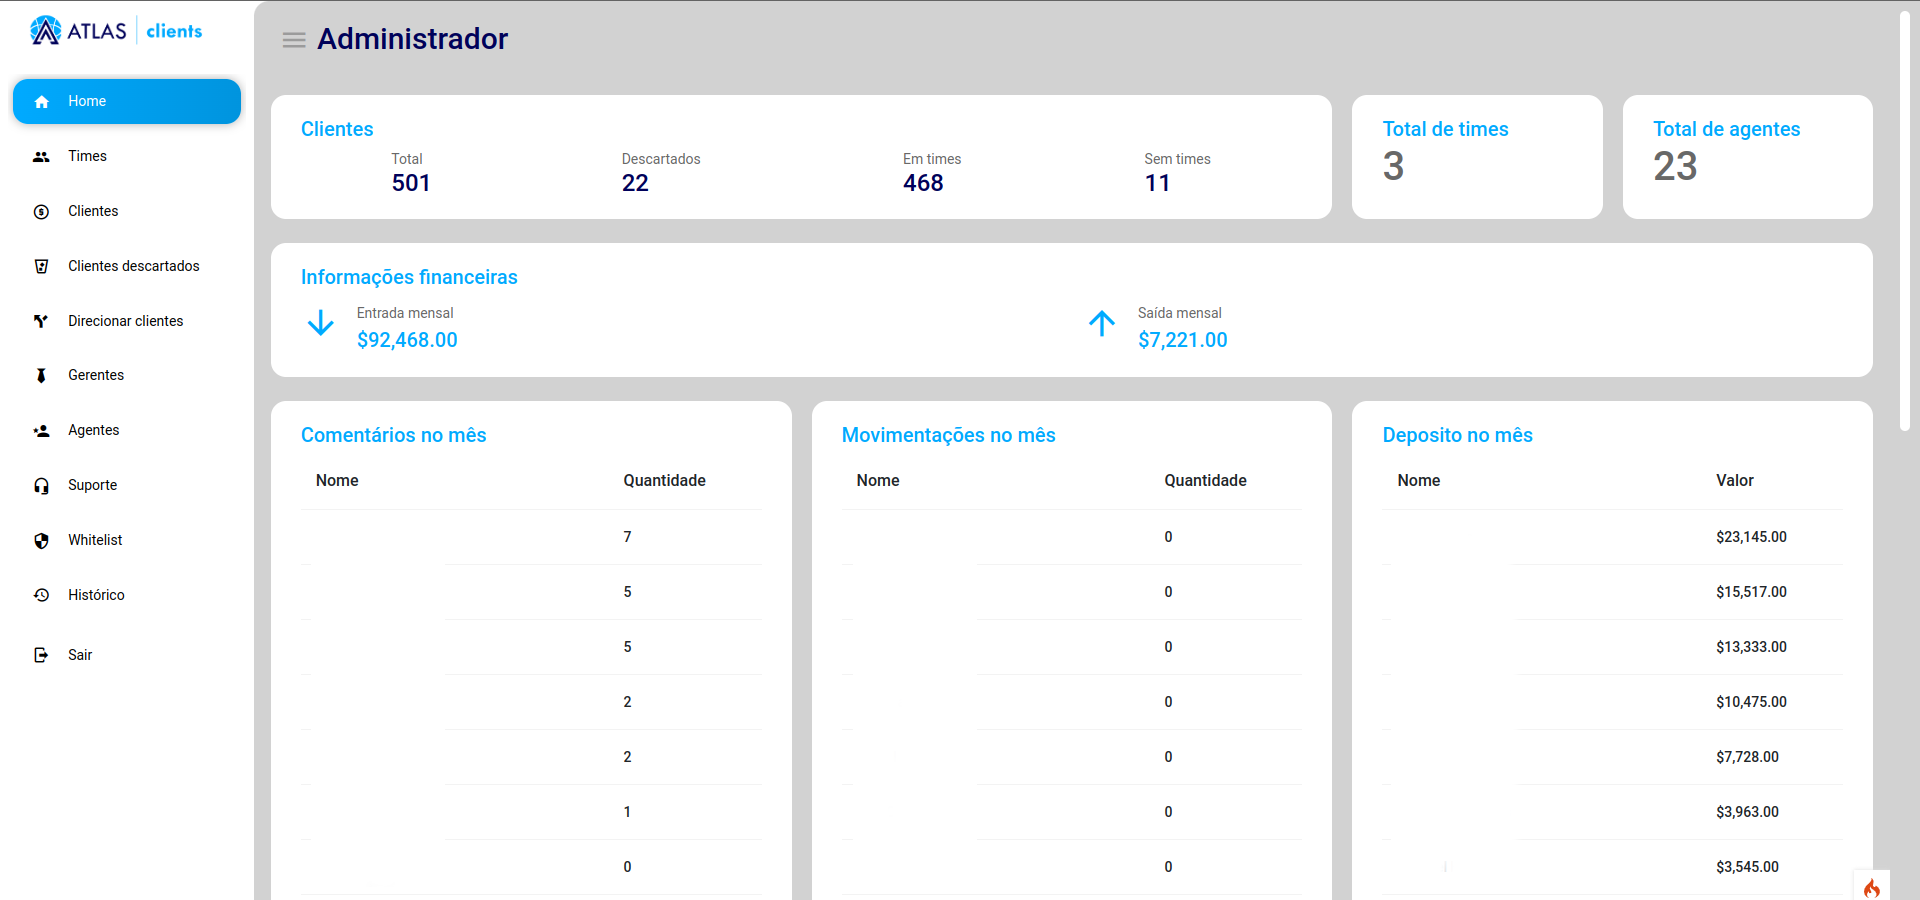 ATLAS clients
Administrador
Home
Times
Clientes
Clientes descartados
Direcionar clientes
Gerentes
Agentes
Suporte
Whitelist
Histórico
Sair
Clientes
Total Descartados Em times Sem times
501 22 468 11
Total de times
3
Total de agentes
23
Informações financeiras
Entrada mensal
$92,468.00
Saída mensal
$7,221.00
Comentários no mês
Nome Quantidade
7
5
5
2
2
1
0
Movimentações no mês
Nome Quantidade
0
0
0
0
0
0
0
Deposito no mês
Nome Valor
$23,145.00
$15,517.00
$13,333.00
$10,475.00
$7,728.00
$3,963.00
$3,545.00